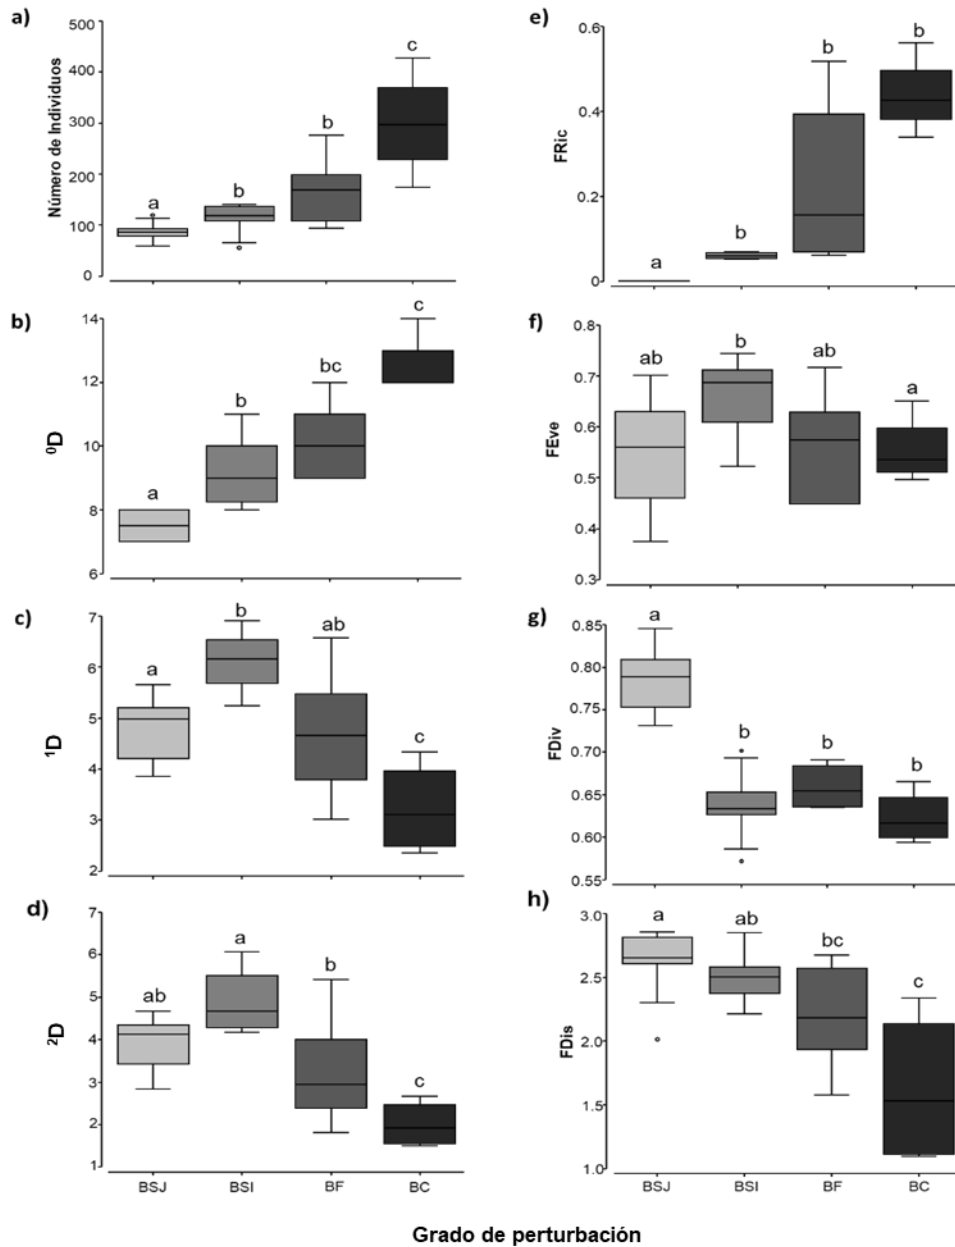 a)
Número de Individuos
500
400
300
200
100
0
a
b
b
c
b)
⁰D
14
12
10
8
6
a
b
bc
c
c)
¹D
7
6
5
4
3
2
a
b
ab
c
d)
²D
7
6
5
4
3
2
1
ab
a
b
c
BSJ
BSI
BF
BC
e)
FRic
0.6
0.4
0.2
0
a
b
b
b
f)
FEve
0.8
0.7
0.6
0.5
0.4
0.3
ab
b
ab
a
g)
FDiv
0.85
0.80
0.75
0.70
0.65
0.60
0.55
a
b
b
b
h)
FDis
3.0
2.5
2.0
1.5
1.0
a
ab
bc
c
BSJ
BSI
BF
BC
Grado de perturbación